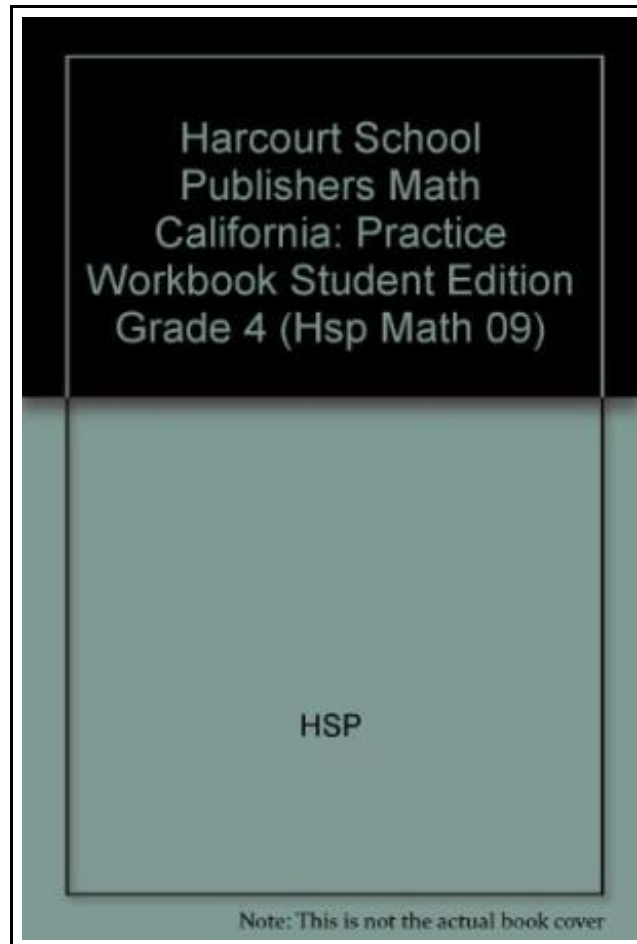 Harcourt School
Publishers Math
California: Practice
Workbook Student Edition
Grade 4 (Hsp Math 09)
HSP
Note: This is not the actual book cover